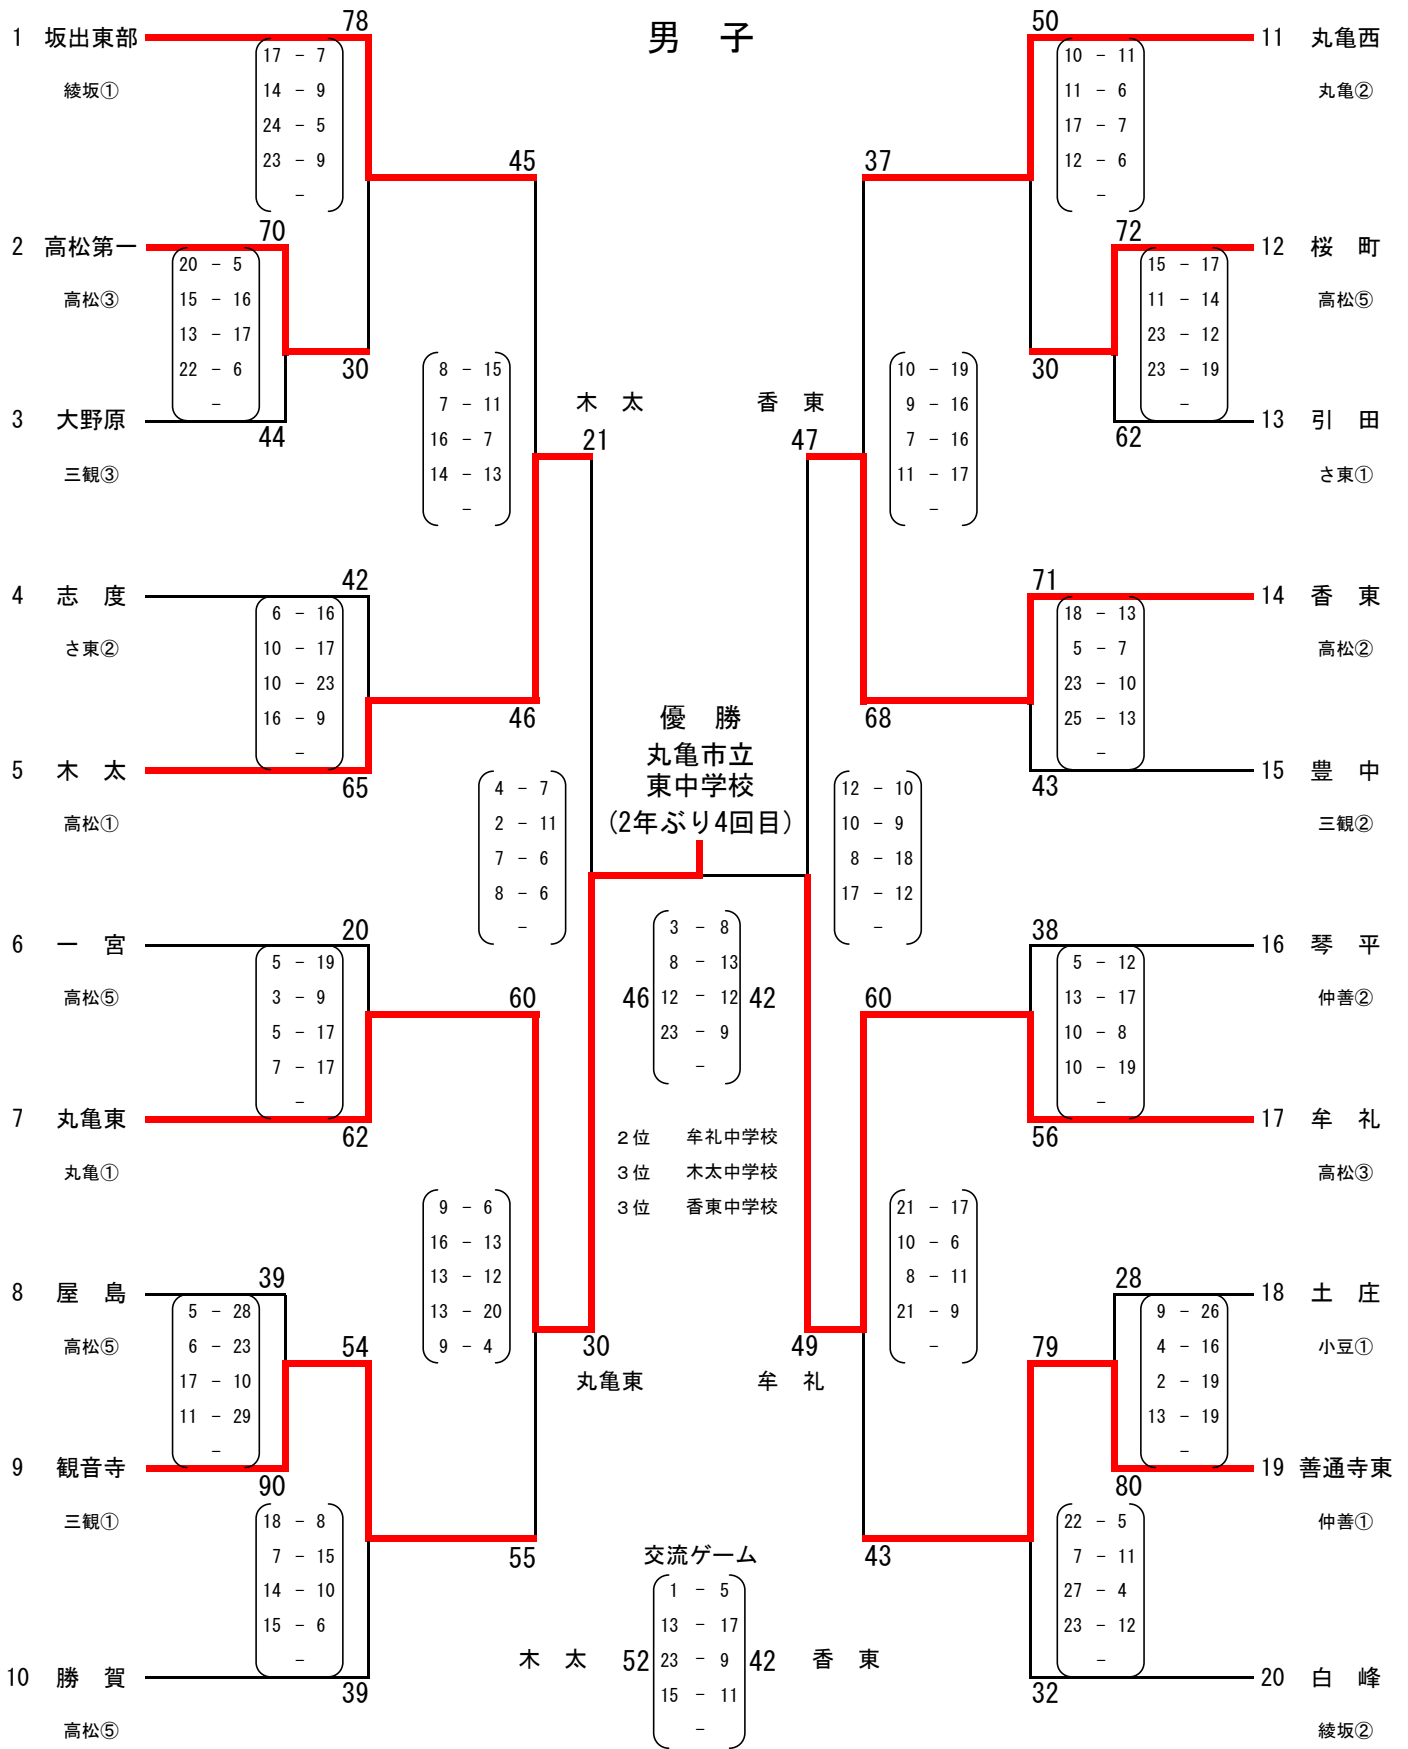 男 子
1 坂出東部 78
綾坂①
17 - 7
14 - 9
24 - 5
23 - 9
-
2 高松第一 70
高松③
20 - 5
15 - 16
13 - 17
22 - 6
-
30
3 大野原 44
三観③
45
8 - 15
7 - 11
16 - 7
14 - 13
-
木 太
21
4 志 度 42
さ東②
6 - 16
10 - 17
10 - 23
16 - 9
-
46
5 木 太 65
高松①
4 - 7
2 - 11
7 - 6
8 - 6
-
6 一 宮 20
高松⑤
5 - 19
3 - 9
5 - 17
7 - 17
-
60
7 丸亀東 62
丸亀①
9 - 6
16 - 13
13 - 12
13 - 20
9 - 4
30
丸亀東
8 屋 島 39
高松⑤
5 - 28
6 - 23
17 - 10
11 - 29
-
54
9 観音寺 90
三観①
18 - 8
7 - 15
14 - 10
15 - 6
-
55
10 勝 賀 39
高松⑤
優 勝
丸亀市立
東中学校
(2年ぶり4回目)
46
3 - 8
8 - 13
12 - 12
23 - 9
-
42
2位 牟礼中学校
3位 木太中学校
3位 香東中学校
交流ゲーム
木 太 52
1 - 5
13 - 17
23 - 9
15 - 11
-
42 香 東
50 11 丸亀西
丸亀②
10 - 11
11 - 6
17 - 7
12 - 6
-
37
72 12 桜 町
高松⑤
15 - 17
11 - 14
23 - 12
23 - 19
-
30
62 13 引 田
さ東①
香 東
47
10 - 19
9 - 16
7 - 16
11 - 17
-
71 14 香 東
高松②
18 - 13
5 - 7
23 - 10
25 - 13
-
68
43 15 豊 中
三観②
12 - 10
10 - 9
8 - 18
17 - 12
-
38 16 琴 平
仲善②
5 - 12
13 - 17
10 - 8
10 - 19
-
60
56 17 牟 礼
高松③
21 - 17
10 - 6
8 - 11
21 - 9
-
49
牟 礼
28 18 土 庄
小豆①
9 - 26
4 - 16
2 - 19
13 - 19
-
79
80 19 善通寺東
仲善①
22 - 5
7 - 11
27 - 4
23 - 12
-
43
32 20 白 峰
綾坂②